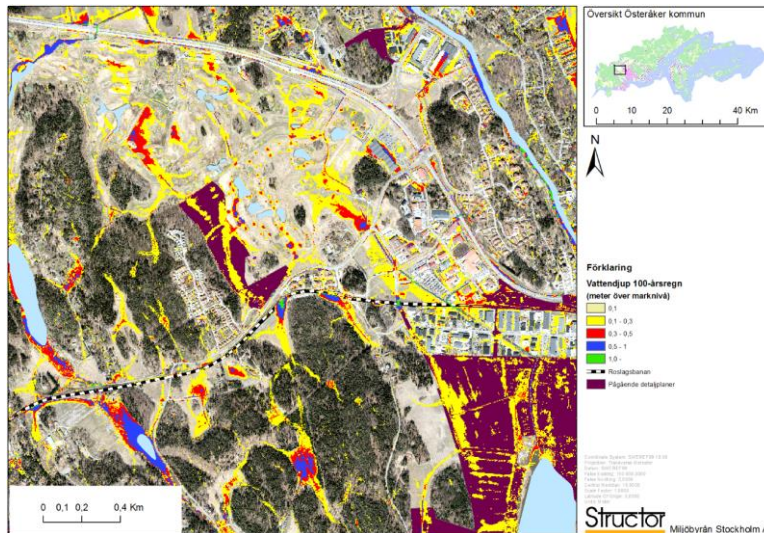 Översikt Österåker kommun
0 10 20 40 Km
N
Förklaring
Vattendjup 100-årsregn
(meter över marknivå)
0,1
0,1 - 0,3
0,3 - 0,5
0,5 - 1
1,0 -
Roslagsbanan
Pågående detaljplaner
0 0,1 0,2 0,4 Km
Structor
Miljöbyrån Stockholm